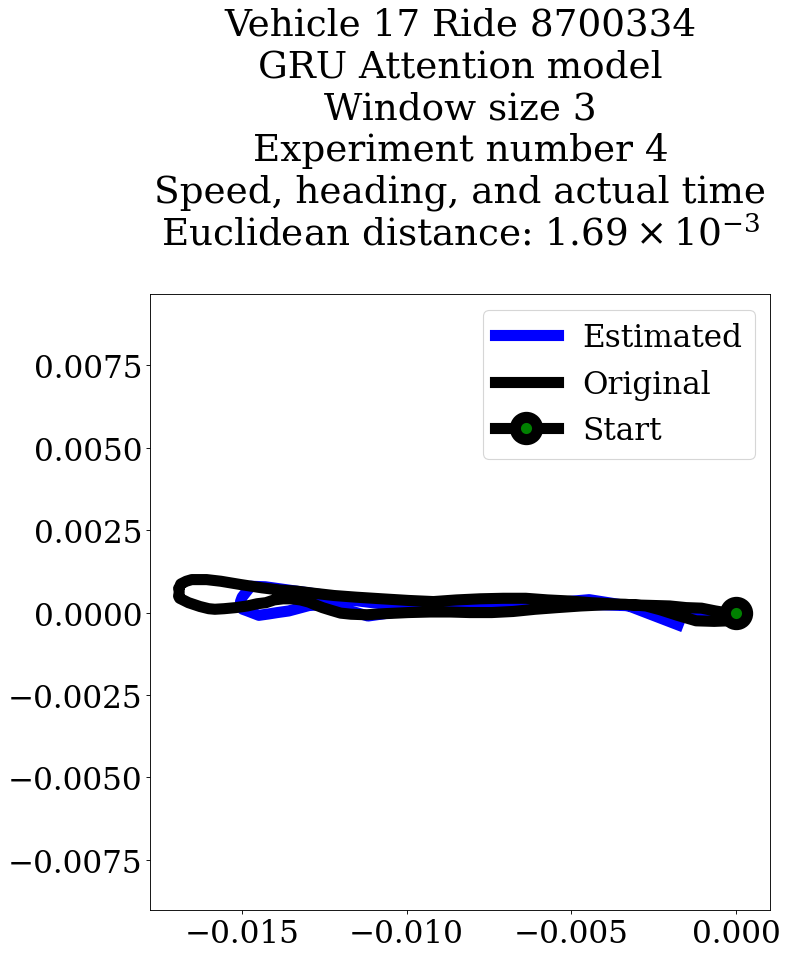 Vehicle 17 Ride 8700334
GRU Attention model
Window size 3
Experiment number 4
Speed, heading, and actual time
Euclidean distance: 1.69 × 10⁻³
Estimated
Original
Start
0.0075
0.0050
0.0025
0.0000
−0.0025
−0.0050
−0.0075
−0.015 −0.010 −0.005 0.000